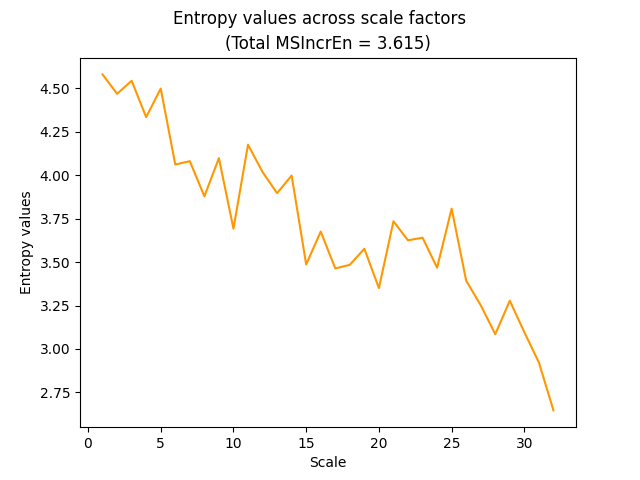 Entropy values across scale factors
(Total MSIncrEn = 3.615)
4.50
4.25
4.00
3.75
3.50
3.25
3.00
2.75
Entropy values
0 5 10 15 20 25 30
Scale